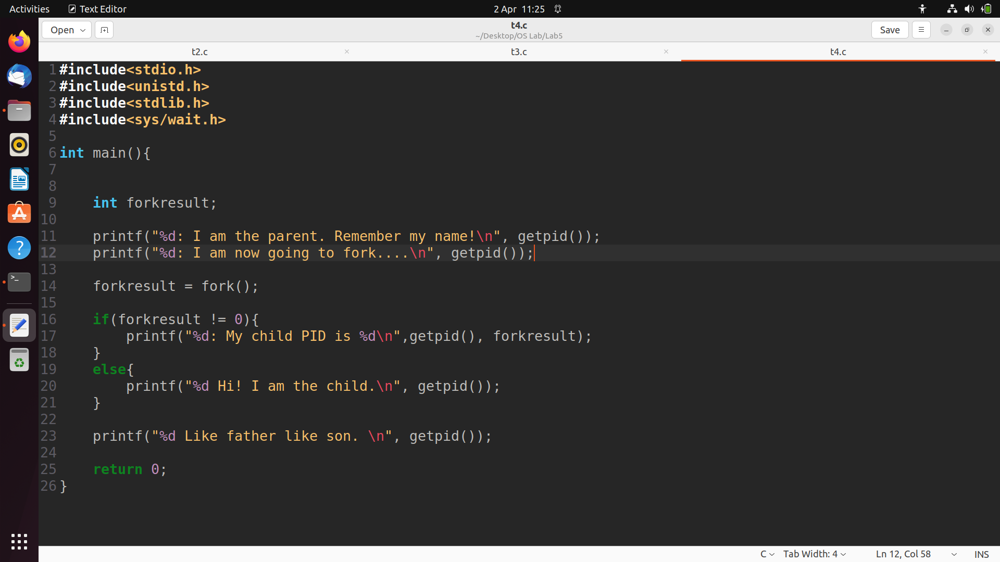 Activities Text Editor 2 Apr 11:25
Open t4.c Save
~/Desktop/OS Lab/Lab5
t2.c t3.c t4.c
1 #include<stdio.h>
2 #include<unistd.h>
3 #include<stdlib.h>
4 #include<sys/wait.h>
5
6 int main(){
7
8
9     int forkresult;
10
11     printf("%d: I am the parent. Remember my name!\n", getpid());
12     printf("%d: I am now going to fork....\n", getpid());
13
14     forkresult = fork();
15
16     if(forkresult != 0){
17         printf("%d: My child PID is %d\n",getpid(), forkresult);
18     }
19     else{
20         printf("%d Hi! I am the child.\n", getpid());
21     }
22
23     printf("%d Like father like son. \n", getpid());
24
25     return 0;
26 }
C Tab Width: 4 Ln 12, Col 58 INS